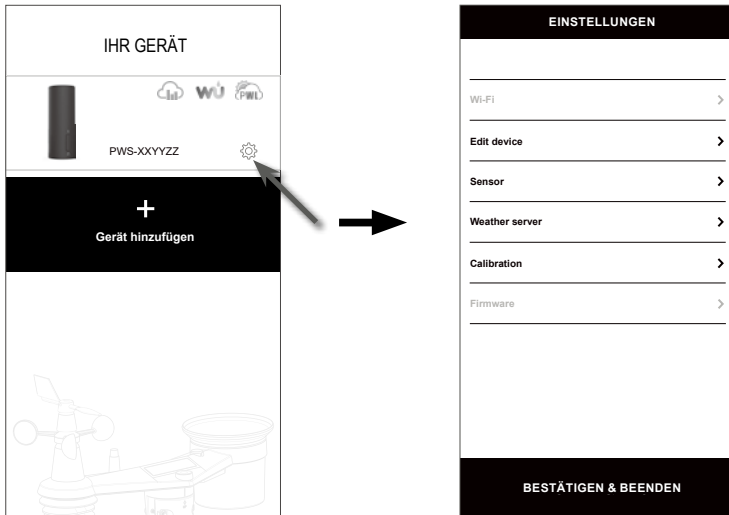 IHR GERÄT
WU PWL
PWS-XXYYZZ
+
Gerät hinzufügen
EINSTELLUNGEN
Wi-Fi
Edit device
Sensor
Weather server
Calibration
Firmware
BESTÄTIGEN & BEENDEN